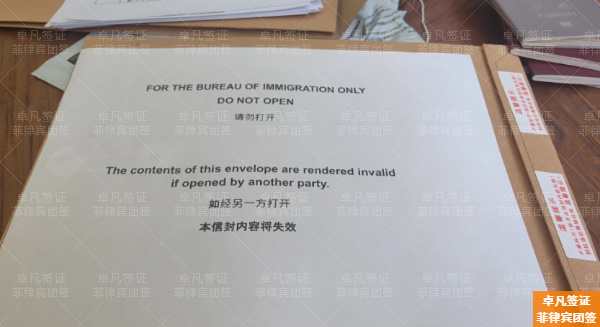 FOR THE BUREAU OF IMMIGRATION ONLY
DO NOT OPEN
请勿打开
The contents of this envelope are rendered invalid
if opened by another party.
如经另一方打开
本信封内容将失效
卓凡签证
菲律宾团签